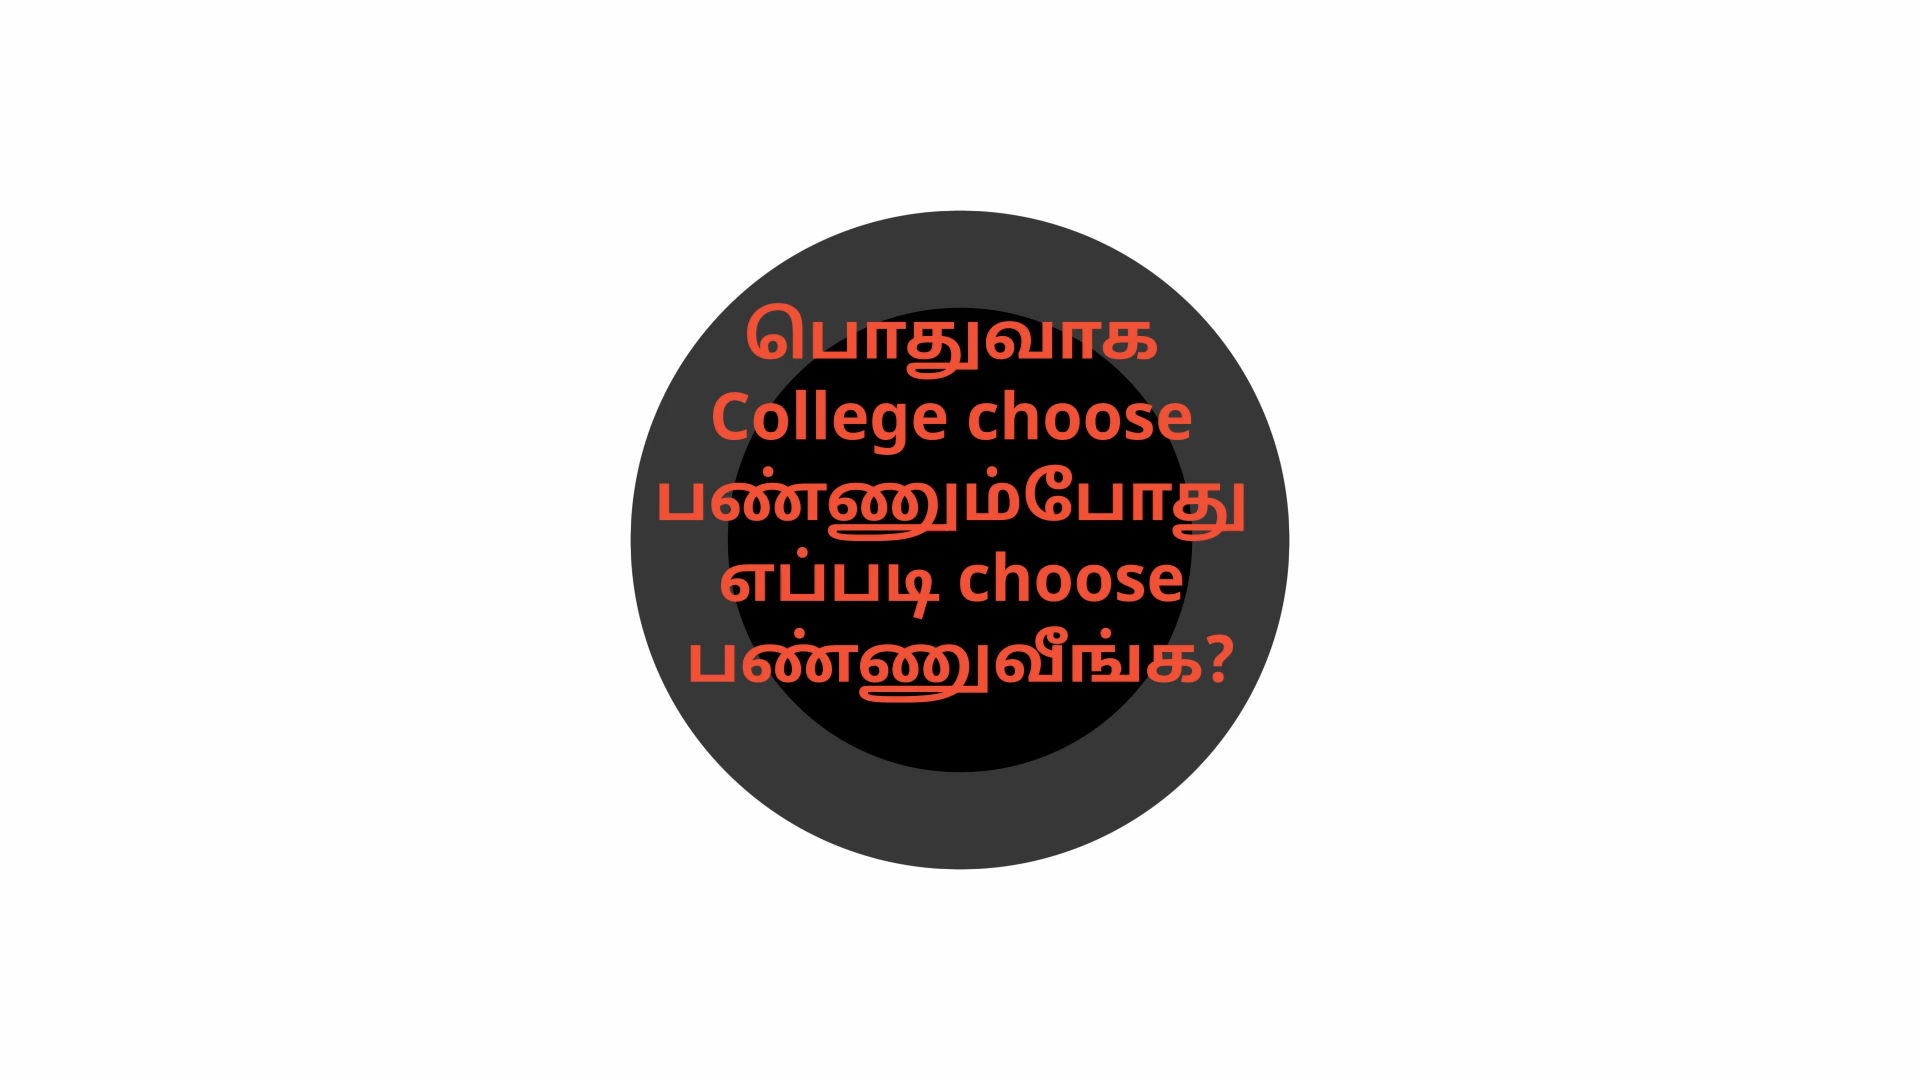 பொதுவாக
College choose
பண்ணும்போது
எப்படி choose
பண்ணுவீங்க?